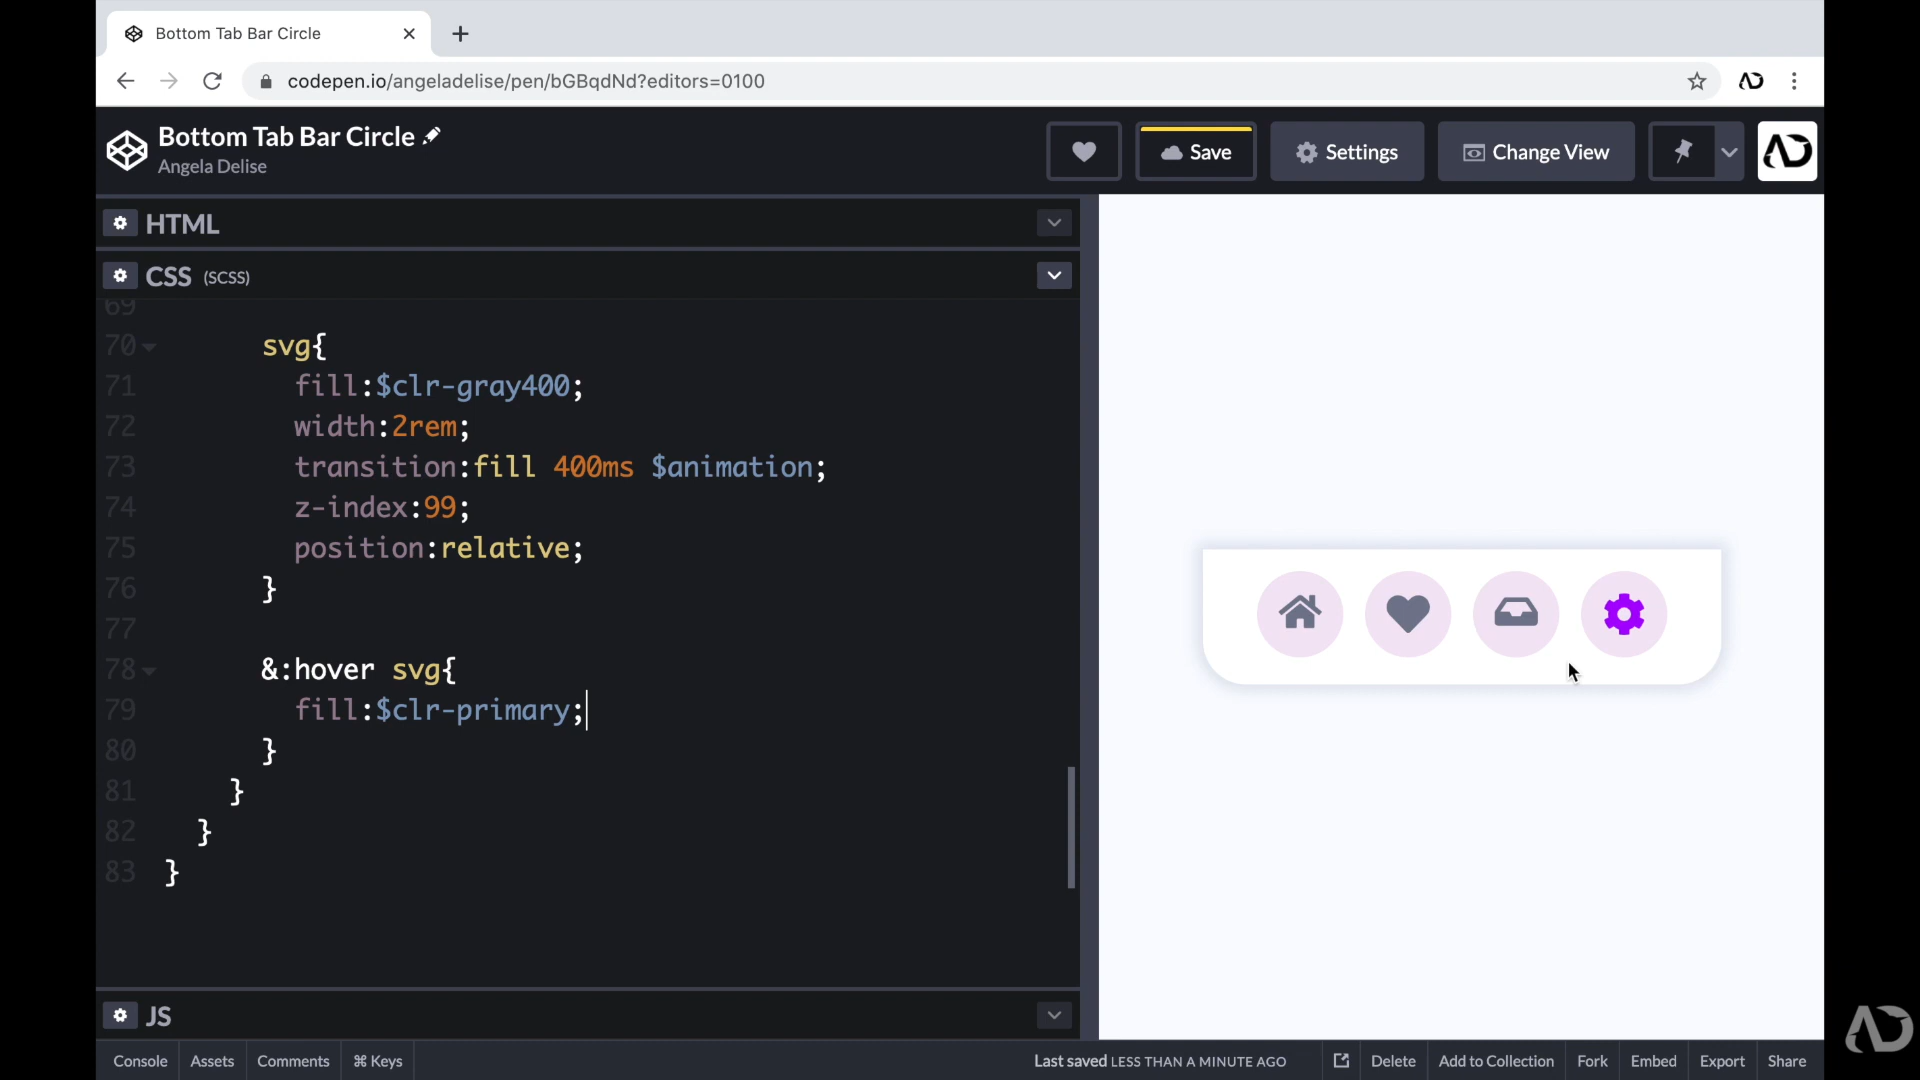 Bottom Tab Bar Circle
codepen.io/angeladelise/pen/bGBqdNd?editors=0100
Bottom Tab Bar Circle
Angela Delise
Save
Settings
Change View
HTML
CSS (SCSS)
69
70 svg{
71 fill:$clr-gray400;
72 width:2rem;
73 transition:fill 400ms $animation;
74 z-index:99;
75 position:relative;
76 }
77
78 &:hover svg{
79 fill:$clr-primary;
80 }
81 }
82 }
83 }
JS
Console Assets Comments ⌘ Keys Last saved LESS THAN A MINUTE AGO Delete Add to Collection Fork Embed Export Share